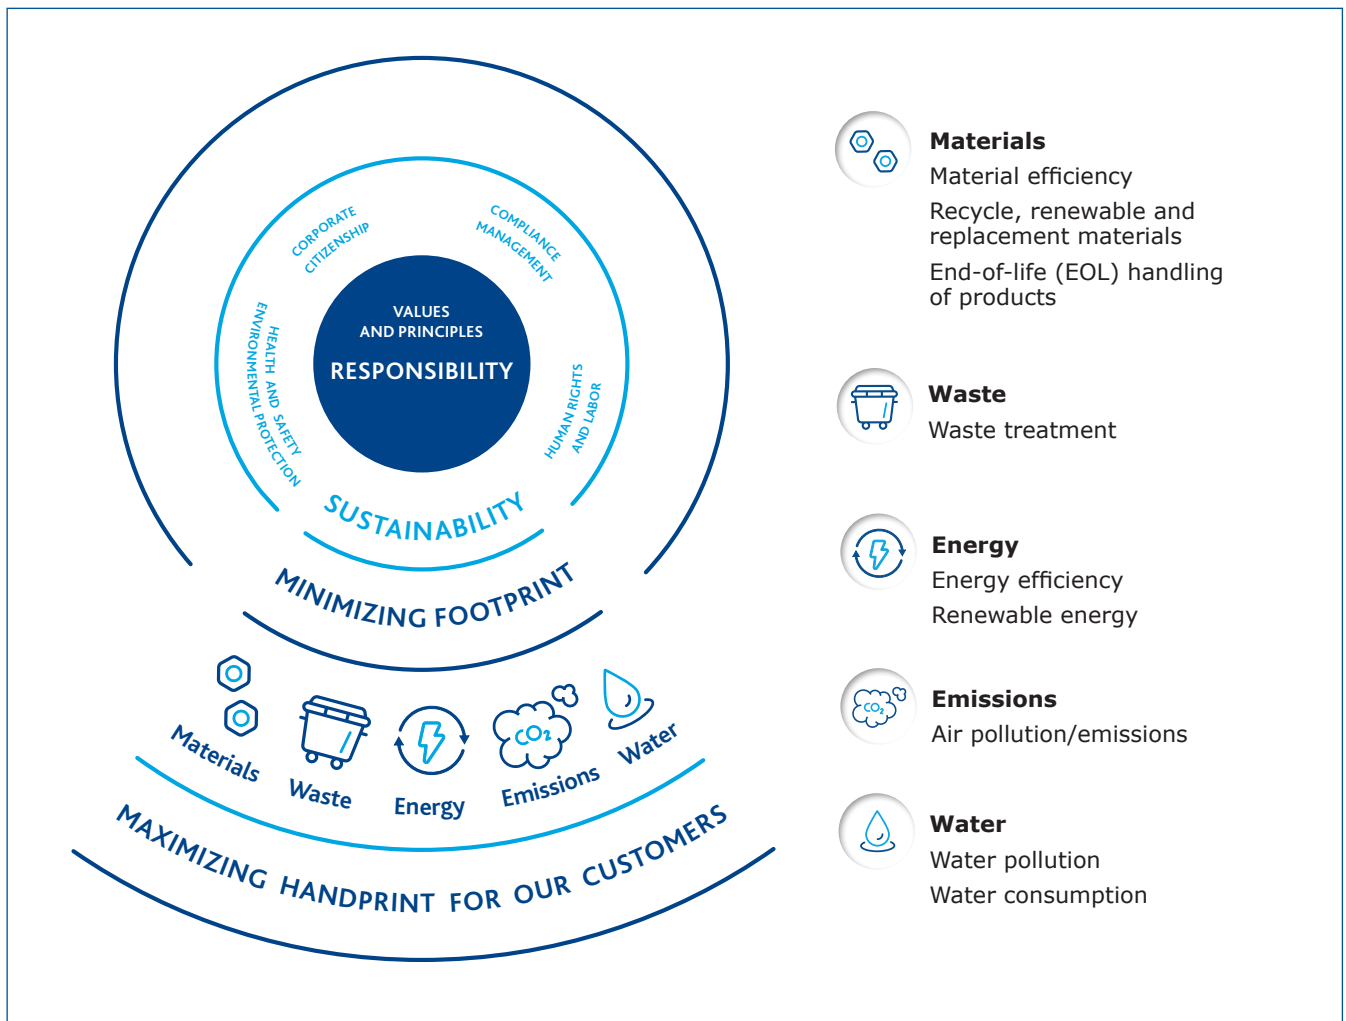 CORPORATE
CITIZENSHIP
COMPLIANCE
MANAGEMENT
HEALTH AND SAFETY
ENVIRONMENTAL PROTECTION
VALUES
AND PRINCIPLES
RESPONSIBILITY
HUMAN RIGHTS
AND LABOR
SUSTAINABILITY
MINIMIZING FOOTPRINT
CO₂
Materials
Waste
Energy
Emissions
Water
MAXIMIZING HANDPRINT FOR OUR CUSTOMERS
Materials
Material efficiency
Recycle, renewable and
replacement materials
End-of-life (EOL) handling
of products
Waste
Waste treatment
Energy
Energy efficiency
Renewable energy
CO₂
Emissions
Air pollution/emissions
Water
Water pollution
Water consumption